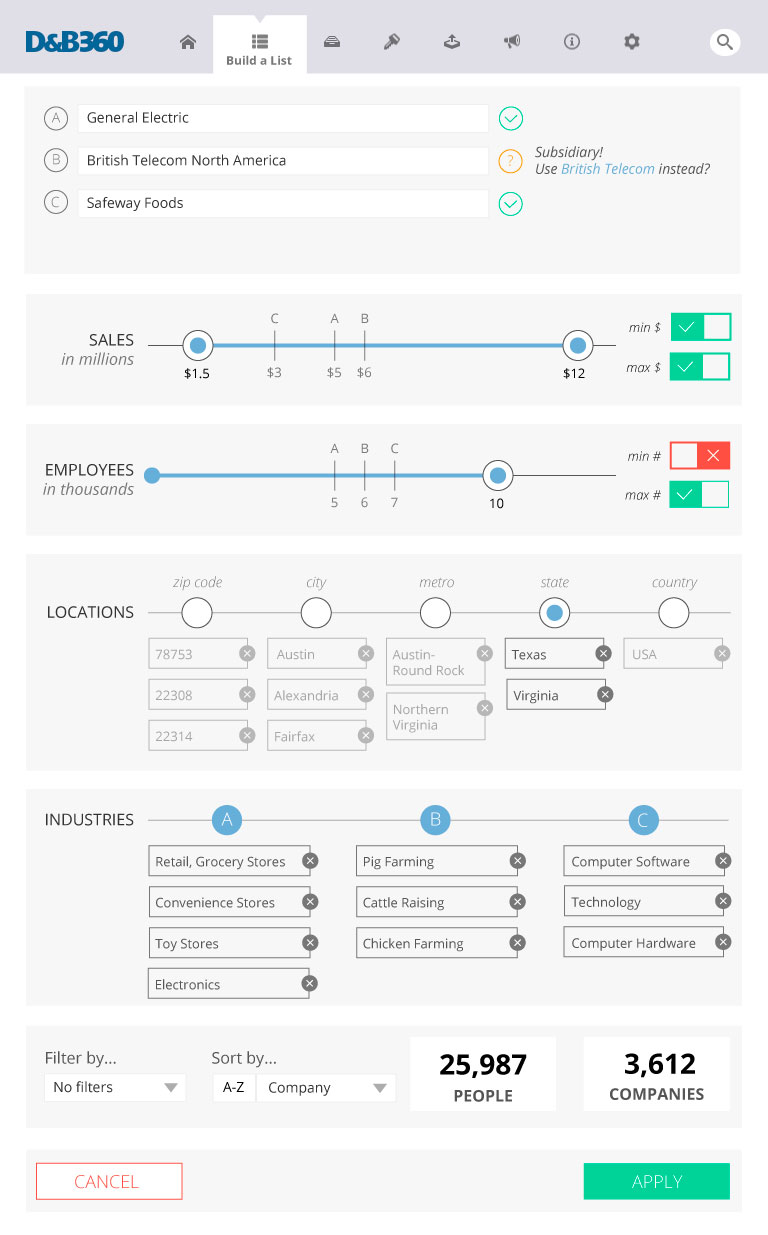 D&B360
Build a List
A General Electric
B British Telecom North America ? Subsidiary!
Use British Telecom instead?
C Safeway Foods
C A B
SALES
in millions
$1.5 $3 $5 $6 $12
min $
max $
A B C
EMPLOYEES
in thousands
5 6 7 10
min #
max #
zip code city metro state country
LOCATIONS
78753 Austin Austin-
Round Rock Texas USA
22308 Alexandria Northern
Virginia Virginia
22314 Fairfax
INDUSTRIES A B C
Retail, Grocery Stores Pig Farming Computer Software
Convenience Stores Cattle Raising Technology
Toy Stores Chicken Farming Computer Hardware
Electronics
Filter by... Sort by... 25,987 3,612
No filters A-Z Company PEOPLE COMPANIES
CANCEL APPLY